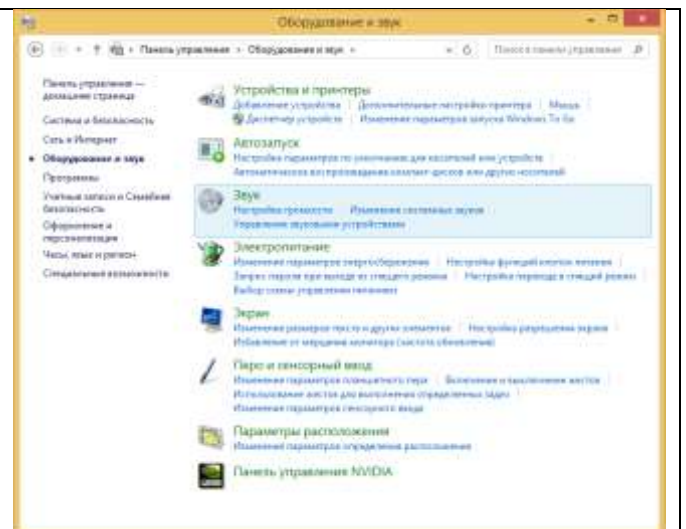 Оборудование и звук
Панель управления › Оборудование и звук
Поиск в панели управления
Панель управления —
домашняя страница
Система и безопасность
Сеть и Интернет
Оборудование и звук
Программы
Учетные записи и Семейная
безопасность
Оформление и
персонализация
Часы, язык и регион
Специальные возможности
Устройства и принтеры
Добавление устройства | Дополнительные настройки принтера | Мышь
Диспетчер устройств | Изменение параметров запуска Windows To Go
Автозапуск
Настройка параметров по умолчанию для носителей или устройств
Автоматическое воспроизведение компакт-дисков или других носителей
Звук
Настройка громкости | Изменение системных звуков
Управление звуковыми устройствами
Электропитание
Изменение параметров энергосбережения | Настройка функций кнопок питания
Запрос пароля при выходе из спящего режима | Настройка перехода в спящий режим
Выбор схемы управления питанием
Экран
Изменение размеров текста и других элементов | Настройка разрешения экрана
Избавление от мерцания монитора (частота обновления)
Перо и сенсорный ввод
Изменение параметров планшетного пера | Включение и выключение жестов
Использование жестов для выполнения определенных задач
Изменение параметров сенсорного ввода
Параметры расположения
Изменение параметров определения расположения
Панель управления NVIDIA